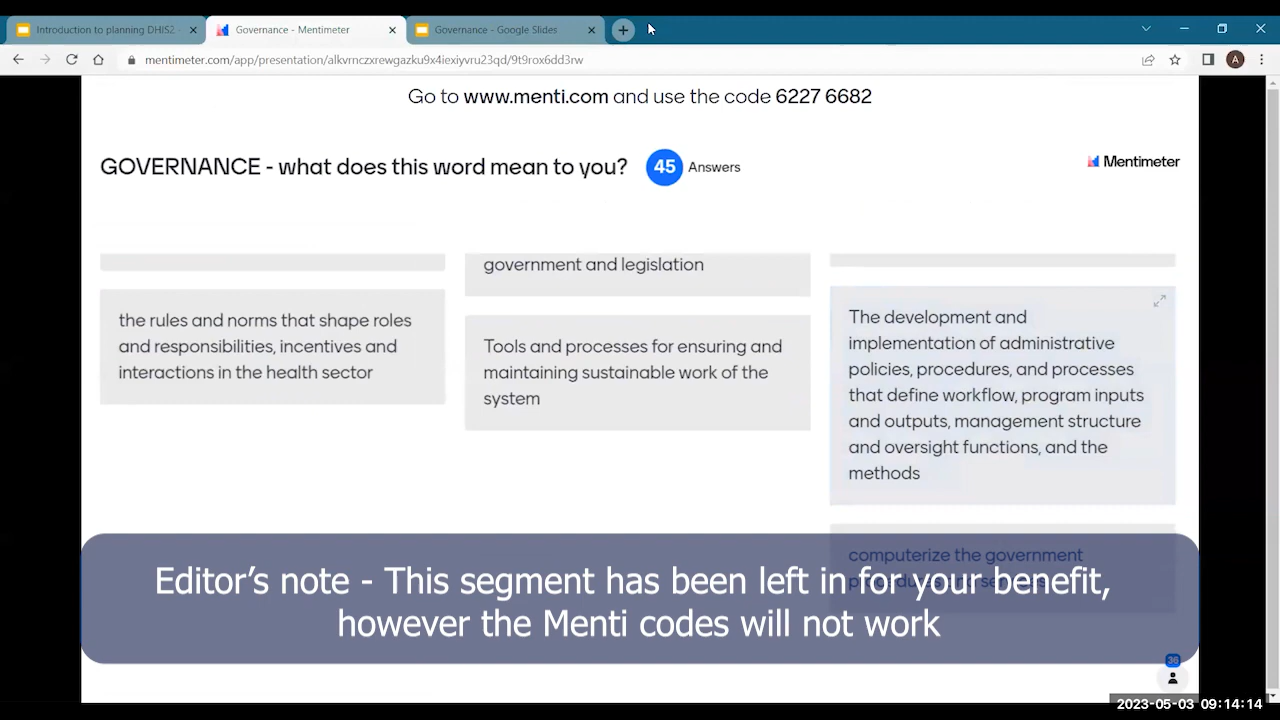 Introduction to planning DHIS2
Governance - Mentimeter
Governance - Google Slides
mentimeter.com/app/presentation/alkvrnczxrewgazku9x4iexiyvru23qd/9t9rox6dd3rw
A
Go to www.menti.com and use the code 6227 6682
GOVERNANCE - what does this word mean to you?
45 Answers
Mentimeter
the rules and norms that shape roles
and responsibilities, incentives and
interactions in the health sector
government and legislation
Tools and processes for ensuring and
maintaining sustainable work of the
system
The development and
implementation of administrative
policies, procedures, and processes
that define workflow, program inputs
and outputs, management structure
and oversight functions, and the
methods
computerize the government
Editor's note - This segment has been left in for your benefit,
however the Menti codes will not work
36
2023-05-03 09:14:14